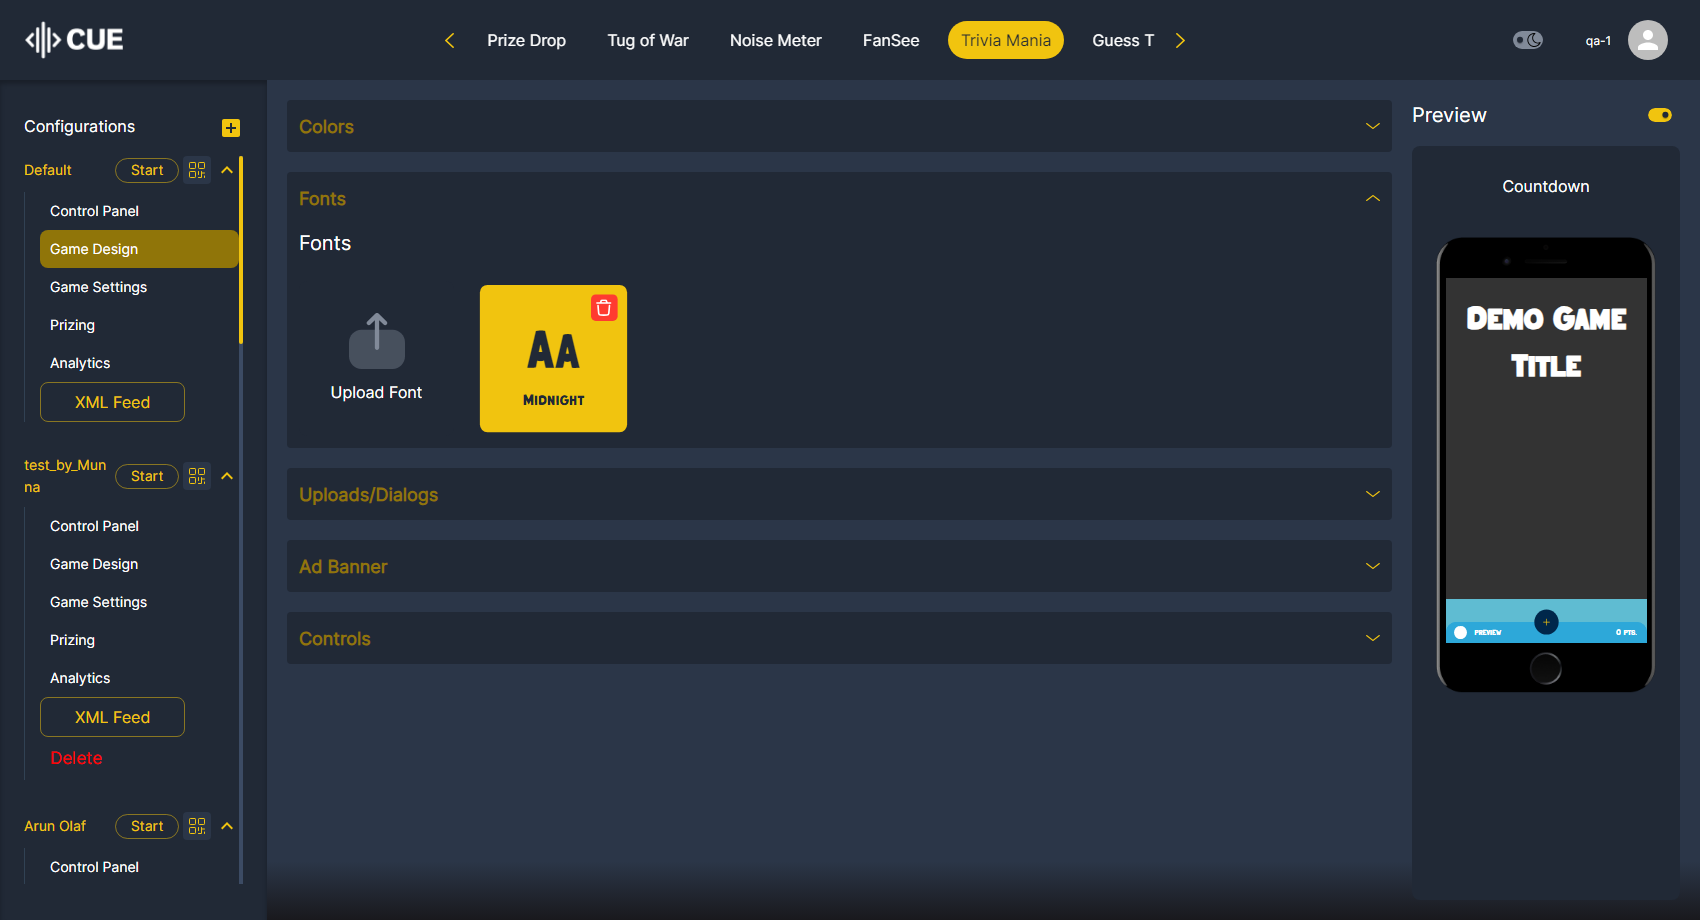 CUE
Prize Drop
Tug of War
Noise Meter
FanSee
Trivia Mania
Guess T
qa-1
Configurations
Default
Start
Control Panel
Game Design
Game Settings
Prizing
Analytics
XML Feed
test_by_Mun
na
Start
Control Panel
Game Design
Game Settings
Prizing
Analytics
XML Feed
Delete
Arun Olaf
Start
Control Panel
Colors
Fonts
Fonts
Upload Font
AA
MIDNIGHT
Uploads/Dialogs
Ad Banner
Controls
Preview
Countdown
DEMO GAME
TITLE
PREVIEW
0 PTS.